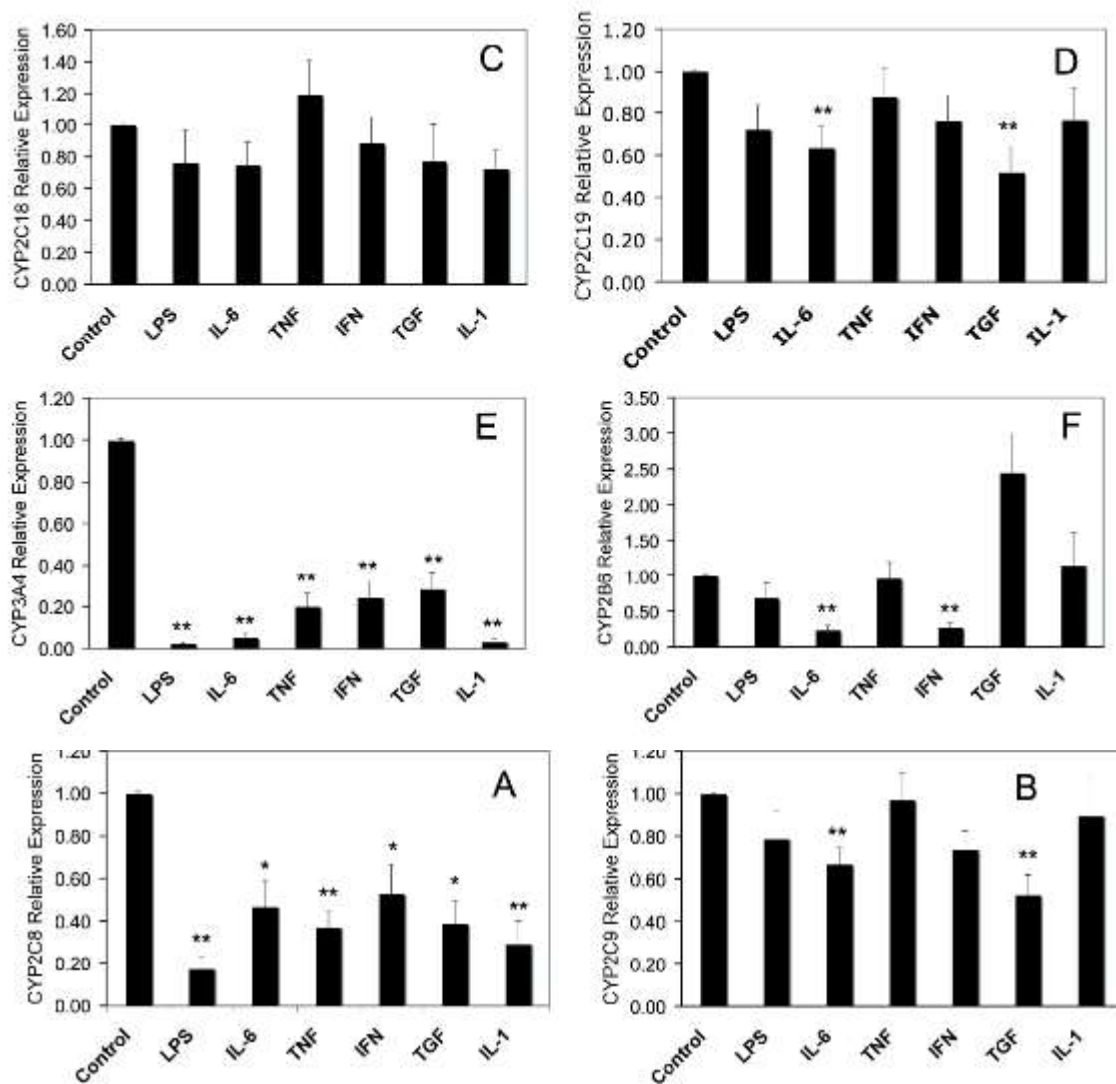 C
CYP2C18 Relative Expression
1.60
1.40
1.20
1.00
0.80
0.60
0.40
0.20
0.00
Control LPS IL-6 TNF IFN TGF IL-1
D
CYP2C19 Relative Expression
1.20
1.00
0.80
0.60
0.40
0.20
0.00
** **
Control LPS IL-6 TNF IFN TGF IL-1
E
CYP3A4 Relative Expression
1.20
1.00
0.80
0.60
0.40
0.20
0.00
** ** ** ** ** **
Control LPS IL-6 TNF IFN TGF IL-1
F
CYP2B6 Relative Expression
3.50
3.00
2.50
2.00
1.50
1.00
0.50
0.00
** **
Control LPS IL-6 TNF IFN TGF IL-1
A
CYP2C8 Relative Expression
1.20
1.00
0.80
0.60
0.40
0.20
0.00
** * ** * * **
Control LPS IL-6 TNF IFN TGF IL-1
B
CYP2C9 Relative Expression
1.20
1.00
0.80
0.60
0.40
0.20
0.00
** **
Control LPS IL-6 TNF IFN TGF IL-1